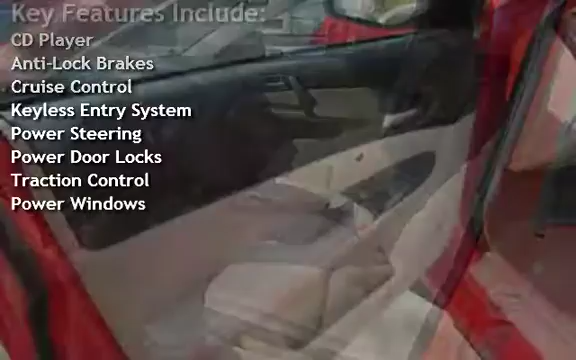 Key Features Include:
CD Player
Anti-Lock Brakes
Cruise Control
Keyless Entry System
Power Steering
Power Door Locks
Traction Control
Power Windows